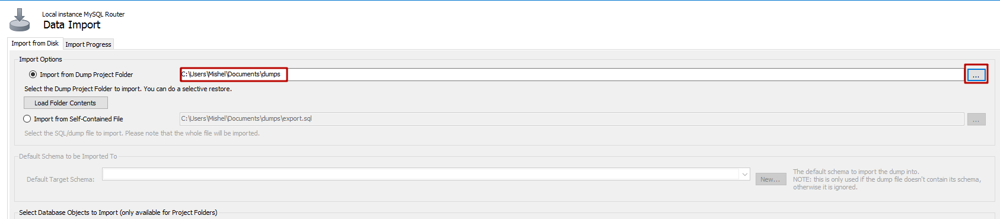 Local instance MySQL Router
Data Import
Import from Disk
Import Progress
Import Options
Import from Dump Project Folder
C:\Users\Mishel\Documents\dumps
...
Select the Dump Project Folder to import. You can do a selective restore.
Load Folder Contents
Import from Self-Contained File
C:\Users\Mishel\Documents\dumps\export.sql
...
Select the SQL/dump file to import. Please note that the whole file will be imported.
Default Schema to be Imported To
Default Target Schema:
New...
The default schema to import the dump into.
NOTE: this is only used if the dump file doesn't contain its schema,
otherwise it is ignored.
Select Database Objects to Import (only available for Project Folders)